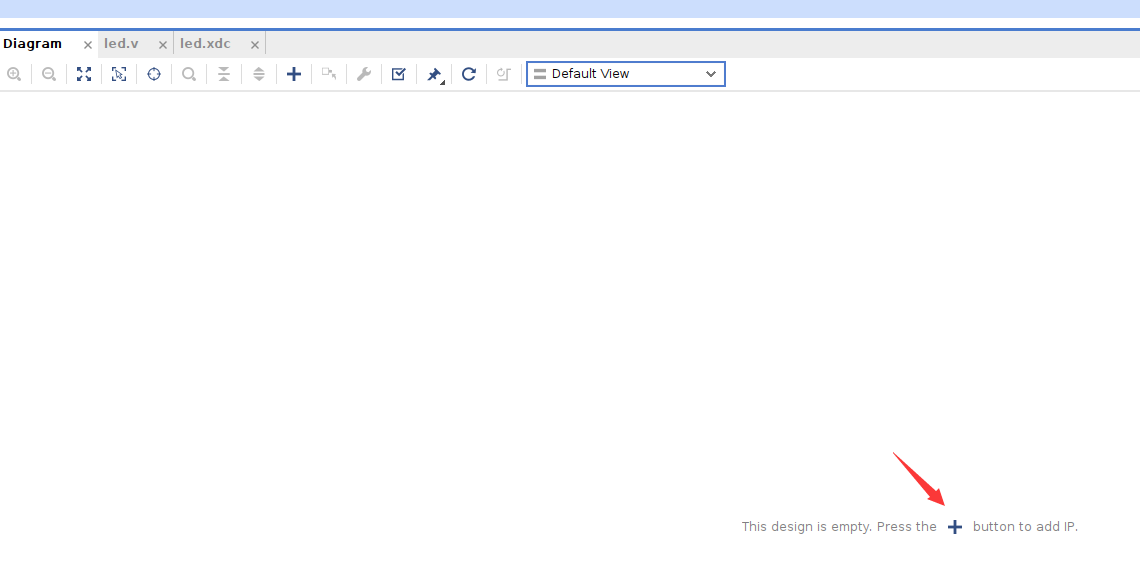 Diagram led.v led.xdc
Default View
This design is empty. Press the button to add IP.